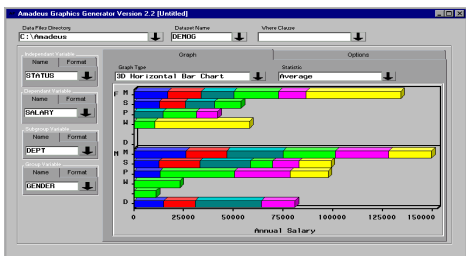 Amadeus Graphics Generator Version 2.2 [Untitled]
Data Files Directory
Dataset Name
Where Clause
C:\Amadeus
DEMOG
Independent Variable
Name
Format
STATUS
Dependent Variable
Name
Format
SALARY
Subgroup Variable
Name
Format
DEPT
Group Variable
Name
Format
GENDER
Graph
Options
Graph Type
Statistic
3D Horizontal Bar Chart
Average
F M
S
P
W
D
M M
S
P
W
D
0 25000 50000 75000 100000 125000 150000
Annual Salary